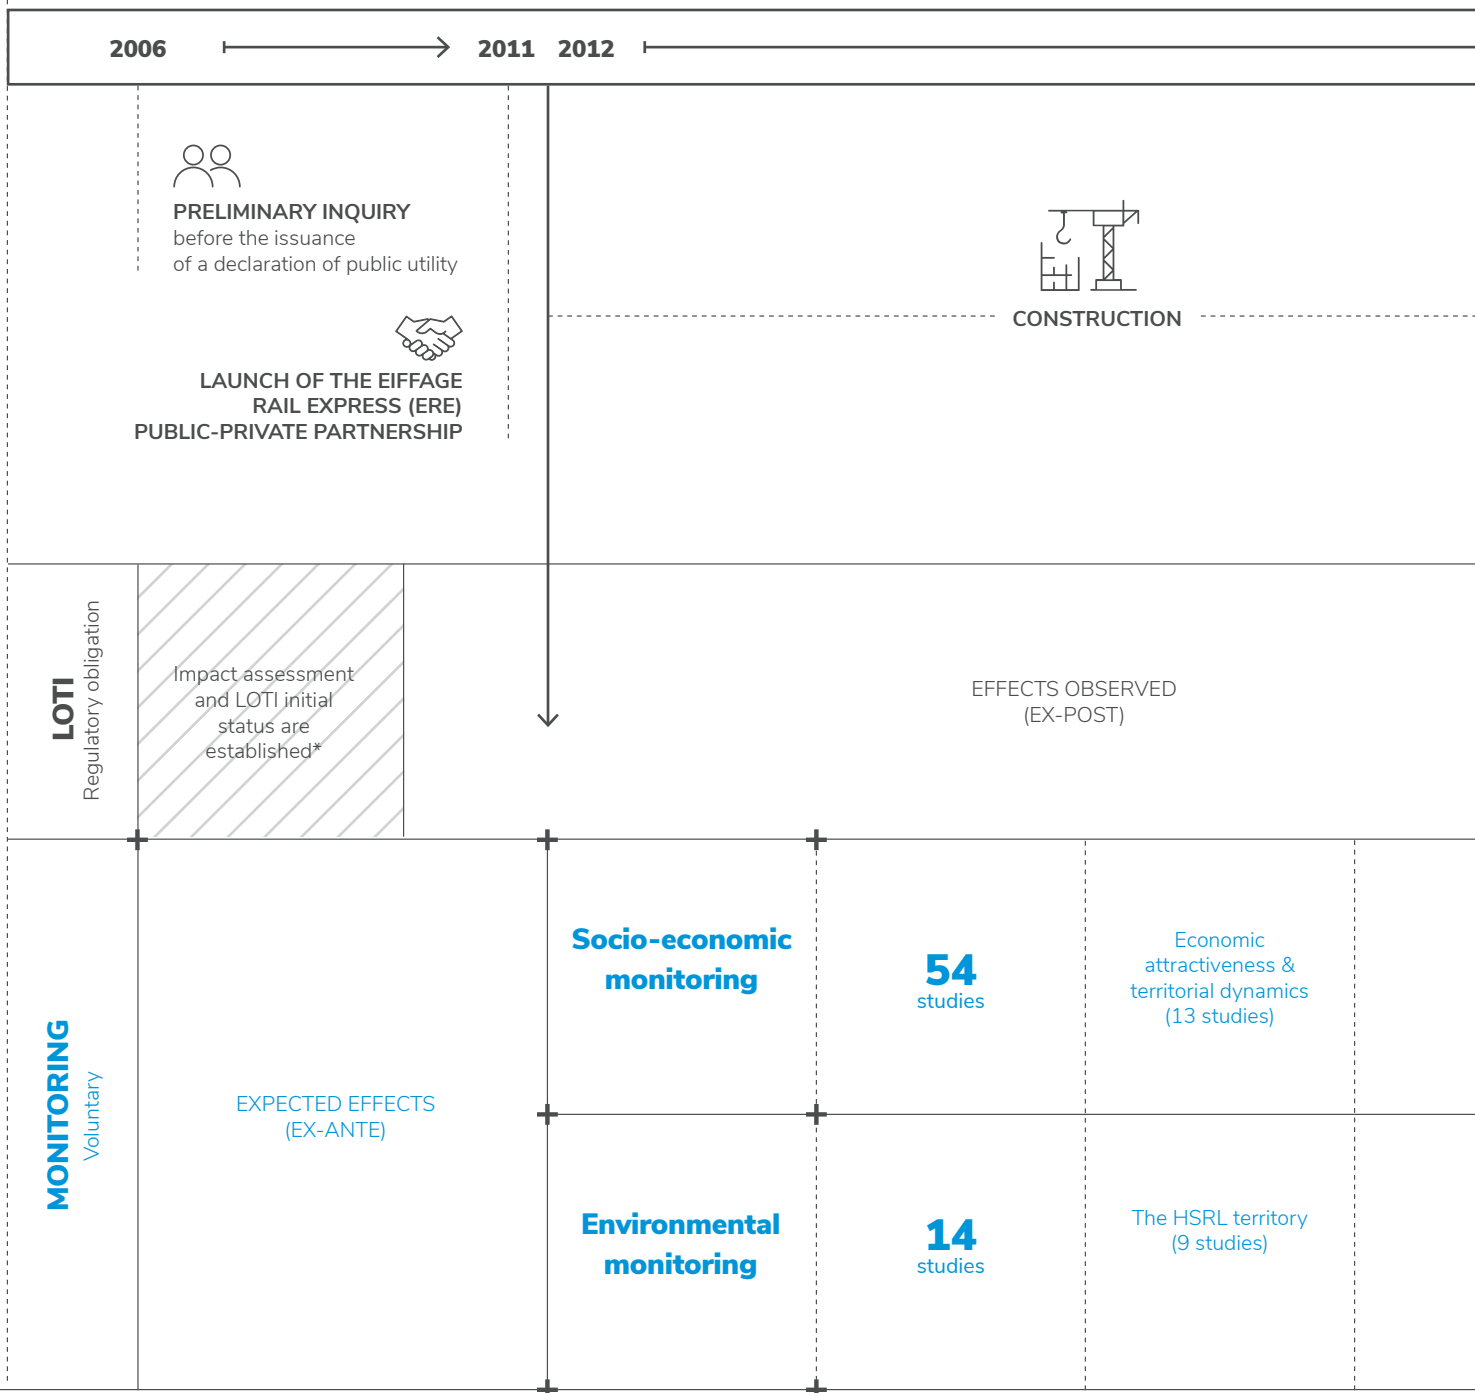 2006
2011
2012
PRELIMINARY INQUIRY
before the issuance
of a declaration of public utility
LAUNCH OF THE EIFFAGE
RAIL EXPRESS (ERE)
PUBLIC-PRIVATE PARTNERSHIP
CONSTRUCTION
LOTI
Regulatory obligation
Impact assessment
and LOTI initial
status are
established*
EFFECTS OBSERVED
(EX-POST)
MONITORING
Voluntary
EXPECTED EFFECTS
(EX-ANTE)
Socio-economic
monitoring
54
studies
Economic
attractiveness &
territorial dynamics
(13 studies)
Environmental
monitoring
14
studies
The HSRL territory
(9 studies)